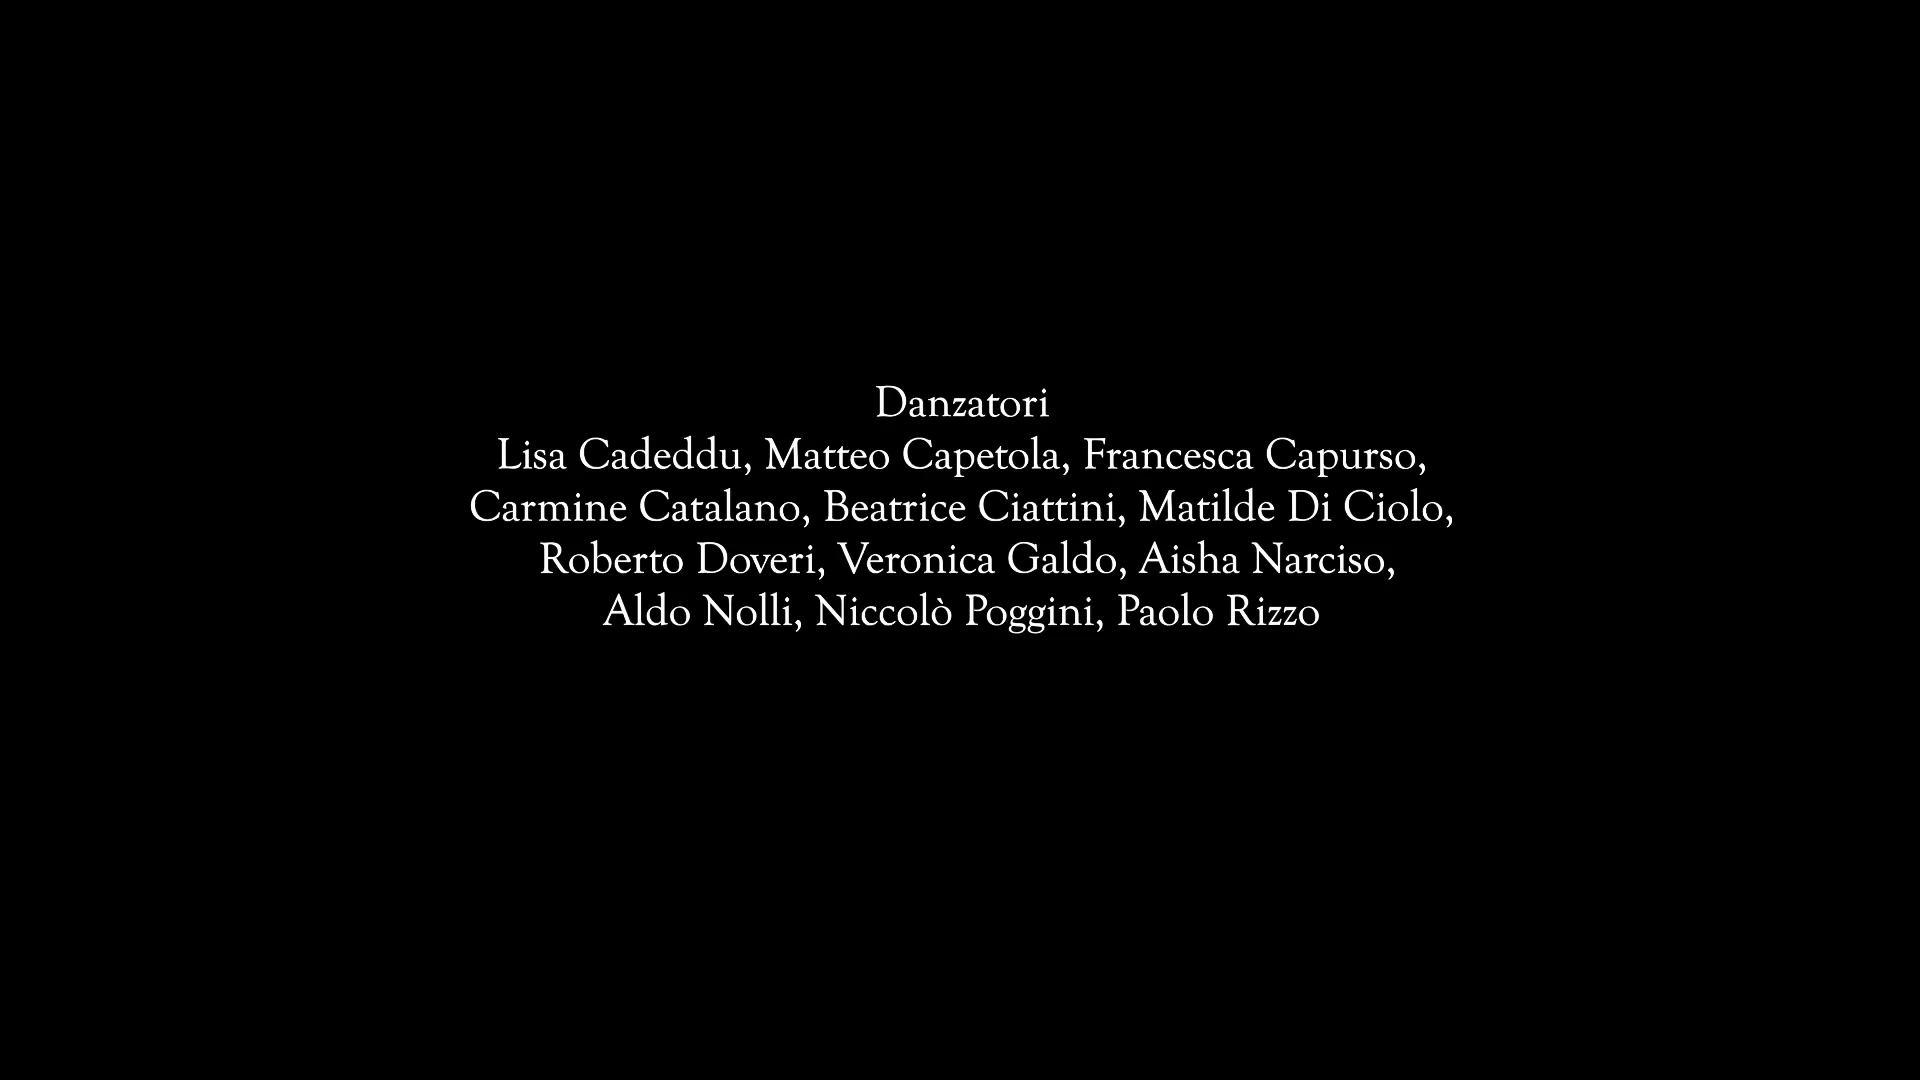 Danzatori
Lisa Cadeddu, Matteo Capetola, Francesca Capurso,
Carmine Catalano, Beatrice Ciattini, Matilde Di Ciolo,
Roberto Doveri, Veronica Galdo, Aisha Narciso,
Aldo Nolli, Niccolò Poggini, Paolo Rizzo